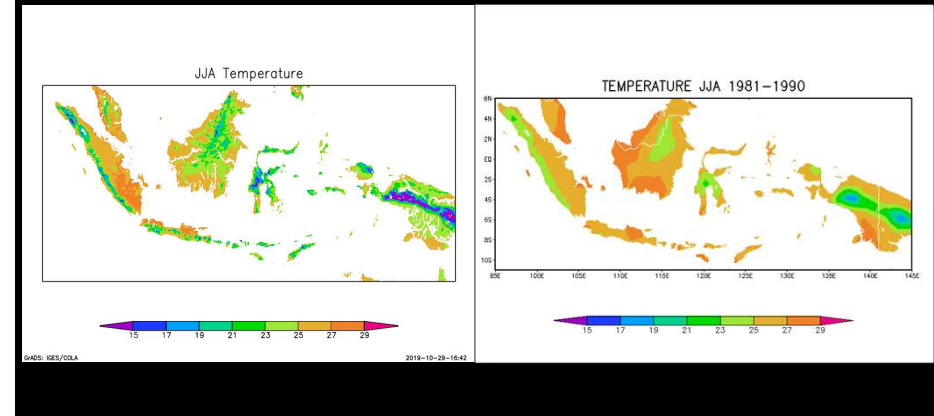 JJA Temperature
15 17 19 21 23 25 27 29
GrADS: IGES/COLA
2019-10-29-16:42
TEMPERATURE JJA 1981-1990
6N
4N
2N
EQ
2S
4S
6S
8S
10S
95E 100E 105E 110E 115E 120E 125E 130E 135E 140E 145E
15 17 19 21 23 25 27 29